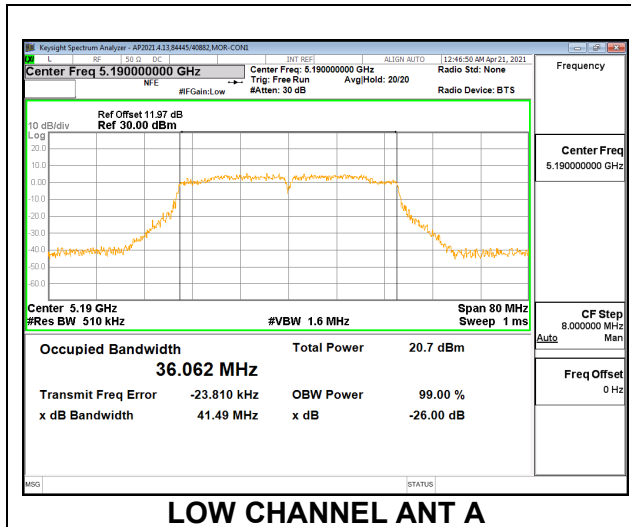 Keysight Spectrum Analyzer - AP2021.4.13,84445/40882,MOR-CON1
L RF 50 Ω DC INT REF ALIGN AUTO 12:46:50 AM Apr 21, 2021
Center Freq 5.190000000 GHz
NFE
#IFGain:Low
Center Freq: 5.190000000 GHz
Trig: Free Run Avg|Hold: 20/20
#Atten: 30 dB
Radio Std: None
Radio Device: BTS
Frequency
Ref Offset 11.97 dB
10 dB/div Ref 30.00 dBm
Log
20.0
10.0
0.00
-10.0
-20.0
-30.0
-40.0
-50.0
-60.0
Center 5.19 GHz Span 80 MHz
#Res BW 510 kHz #VBW 1.6 MHz Sweep 1 ms
Center Freq
5.190000000 GHz
CF Step
8.000000 MHz
Auto Man
Freq Offset
0 Hz
Occupied Bandwidth Total Power 20.7 dBm
36.062 MHz
Transmit Freq Error -23.810 kHz OBW Power 99.00 %
x dB Bandwidth 41.49 MHz x dB -26.00 dB
MSG STATUS
LOW CHANNEL ANT A